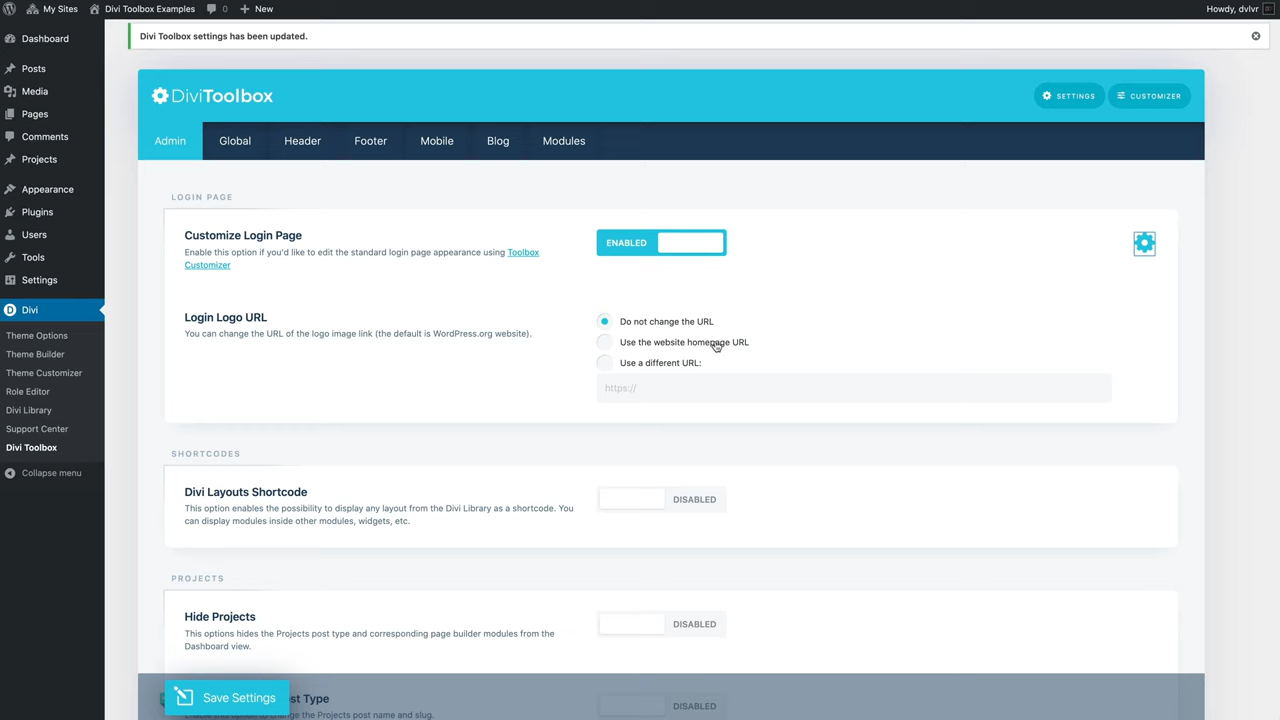 My Sites
Divi Toolbox Examples
0
New
Howdy, dvlvr
Dashboard
Posts
Media
Pages
Comments
Projects
Appearance
Plugins
Users
Tools
Settings
Divi
Theme Options
Theme Builder
Theme Customizer
Role Editor
Divi Library
Support Center
Divi Toolbox
Collapse menu
Divi Toolbox settings has been updated.
DiviToolbox
SETTINGS
CUSTOMIZER
Admin
Global
Header
Footer
Mobile
Blog
Modules
LOGIN PAGE
Customize Login Page
Enable this option if you'd like to edit the standard login page appearance using Toolbox
Customizer
ENABLED
Login Logo URL
You can change the URL of the logo image link (the default is WordPress.org website).
Do not change the URL
Use the website homepage URL
Use a different URL:
https://
SHORTCODES
Divi Layouts Shortcode
This option enables the possibility to display any layout from the Divi Library as a shortcode. You
can display modules inside other modules, widgets, etc.
DISABLED
PROJECTS
Hide Projects
This options hides the Projects post type and corresponding page builder modules from the
Dashboard view.
DISABLED
Save Settings
Type
DISABLED
change the Projects post name and slug.